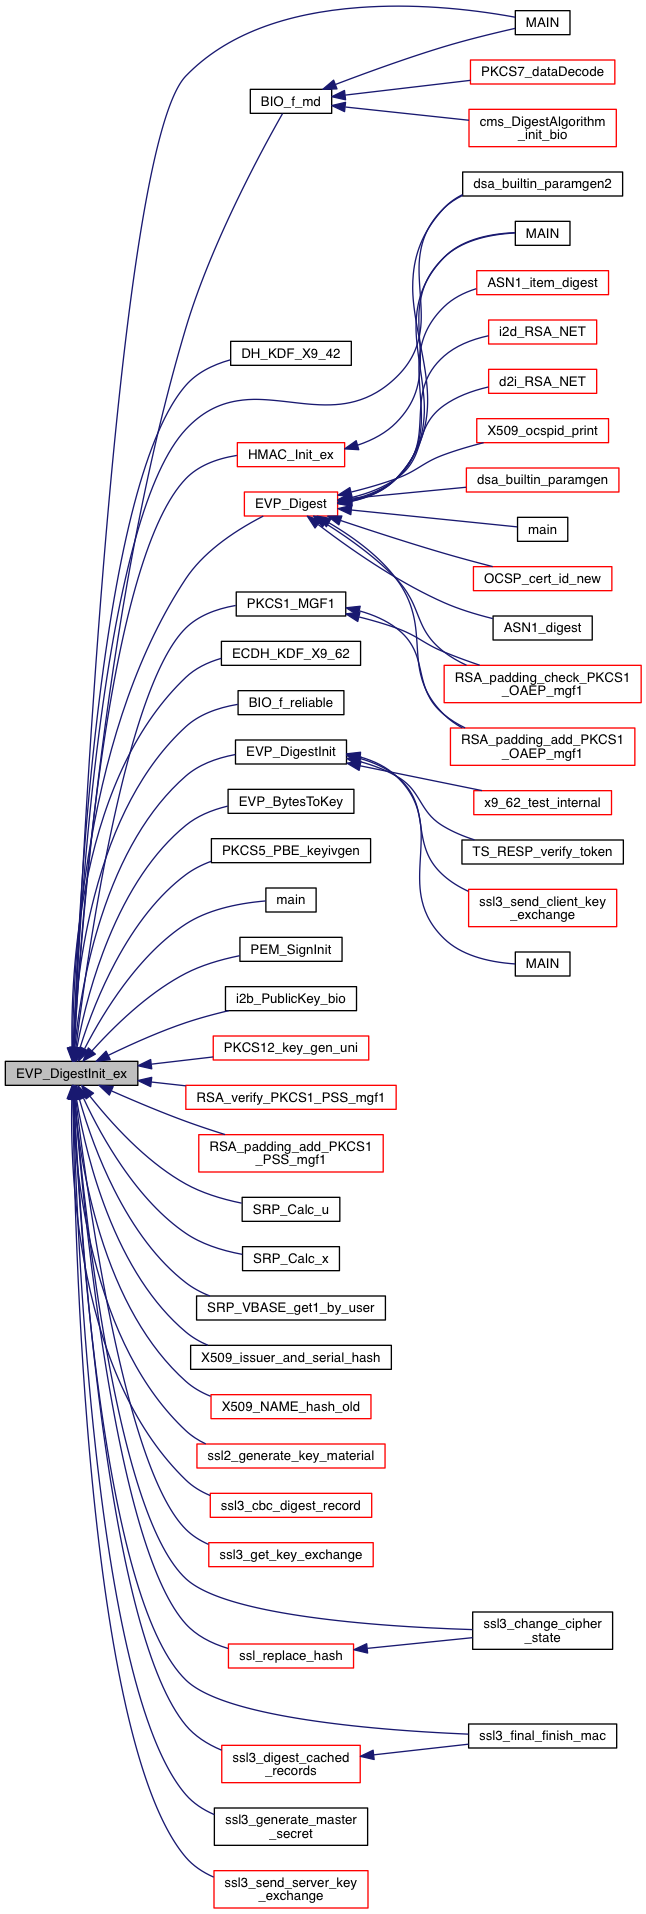 MAIN
PKCS7_dataDecode
BIO_f_md
cms_DigestAlgorithm
_init_bio
dsa_builtin_paramgen2
MAIN
ASN1_item_digest
i2d_RSA_NET
DH_KDF_X9_42
d2i_RSA_NET
X509_ocspid_print
HMAC_Init_ex
dsa_builtin_paramgen
EVP_Digest
main
OCSP_cert_id_new
PKCS1_MGF1
ASN1_digest
ECDH_KDF_X9_62
RSA_padding_check_PKCS1
_OAEP_mgf1
BIO_f_reliable
RSA_padding_add_PKCS1
_OAEP_mgf1
EVP_DigestInit
EVP_BytesToKey
x9_62_test_internal
PKCS5_PBE_keyivgen
TS_RESP_verify_token
main
ssl3_send_client_key
_exchange
PEM_SignInit
MAIN
i2b_PublicKey_bio
PKCS12_key_gen_uni
EVP_DigestInit_ex
RSA_verify_PKCS1_PSS_mgf1
RSA_padding_add_PKCS1
_PSS_mgf1
SRP_Calc_u
SRP_Calc_x
SRP_VBASE_get1_by_user
X509_issuer_and_serial_hash
X509_NAME_hash_old
ssl2_generate_key_material
ssl3_cbc_digest_record
ssl3_get_key_exchange
ssl3_change_cipher
_state
ssl_replace_hash
ssl3_final_finish_mac
ssl3_digest_cached
_records
ssl3_generate_master
_secret
ssl3_send_server_key
_exchange